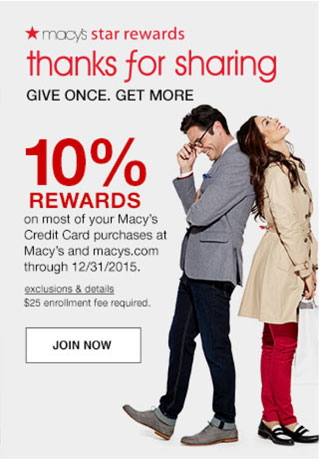 macy's star rewards
thanks for sharing
GIVE ONCE. GET MORE
10%
REWARDS
on most of your Macy's
Credit Card purchases at
Macy's and macys.com
through 12/31/2015.
exclusions & details
$25 enrollment fee required.
JOIN NOW